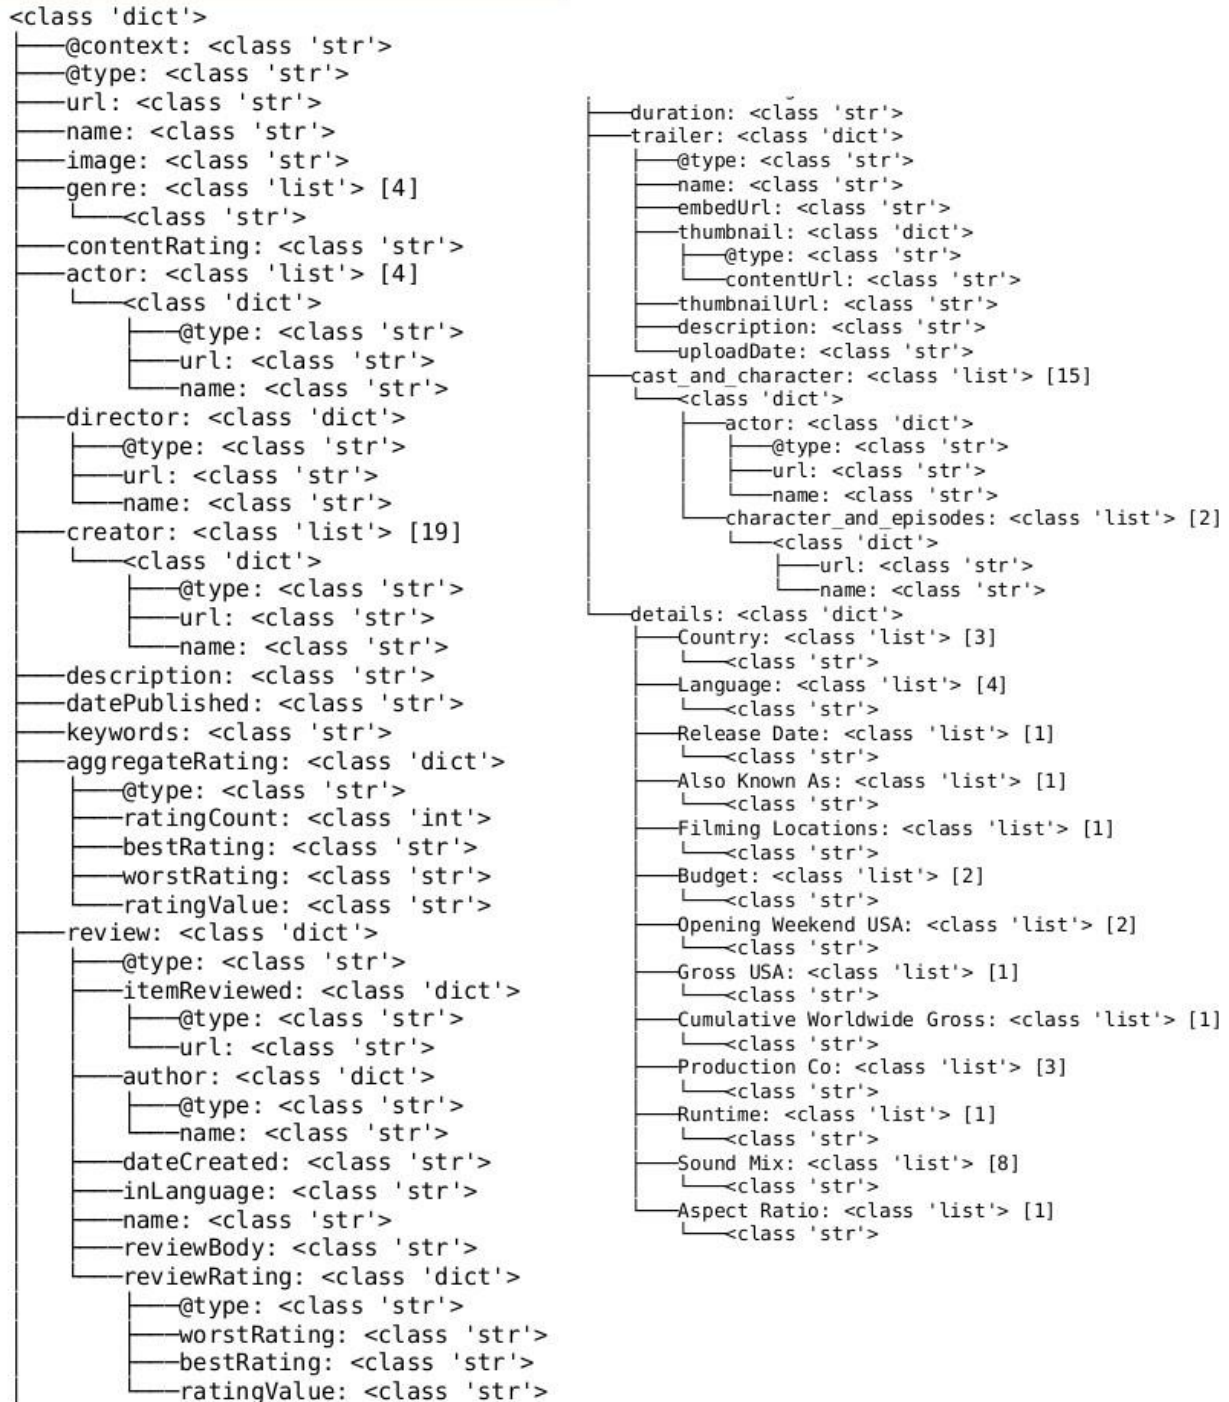 <class 'dict'>
├──@context: <class 'str'>
├──@type: <class 'str'>
├──url: <class 'str'>
├──name: <class 'str'>
├──image: <class 'str'>
├──genre: <class 'list'> [4]
│  └──<class 'str'>
├──contentRating: <class 'str'>
├──actor: <class 'list'> [4]
│  └──<class 'dict'>
│     ├──@type: <class 'str'>
│     ├──url: <class 'str'>
│     └──name: <class 'str'>
├──director: <class 'dict'>
│  ├──@type: <class 'str'>
│  ├──url: <class 'str'>
│  └──name: <class 'str'>
├──creator: <class 'list'> [19]
│  └──<class 'dict'>
│     ├──@type: <class 'str'>
│     ├──url: <class 'str'>
│     └──name: <class 'str'>
├──description: <class 'str'>
├──datePublished: <class 'str'>
├──keywords: <class 'str'>
├──aggregateRating: <class 'dict'>
│  ├──@type: <class 'str'>
│  ├──ratingCount: <class 'int'>
│  ├──bestRating: <class 'str'>
│  ├──worstRating: <class 'str'>
│  └──ratingValue: <class 'str'>
├──review: <class 'dict'>
│  ├──@type: <class 'str'>
│  ├──itemReviewed: <class 'dict'>
│  │  ├──@type: <class 'str'>
│  │  └──url: <class 'str'>
│  ├──author: <class 'dict'>
│  │  ├──@type: <class 'str'>
│  │  └──name: <class 'str'>
│  ├──dateCreated: <class 'str'>
│  ├──inLanguage: <class 'str'>
│  ├──name: <class 'str'>
│  ├──reviewBody: <class 'str'>
│  └──reviewRating: <class 'dict'>
│     ├──@type: <class 'str'>
│     ├──worstRating: <class 'str'>
│     ├──bestRating: <class 'str'>
│     └──ratingValue: <class 'str'>
├──duration: <class 'str'>
├──trailer: <class 'dict'>
│  ├──@type: <class 'str'>
│  ├──name: <class 'str'>
│  ├──embedUrl: <class 'str'>
│  ├──thumbnail: <class 'dict'>
│  │  ├──@type: <class 'str'>
│  │  └──contentUrl: <class 'str'>
│  ├──thumbnailUrl: <class 'str'>
│  ├──description: <class 'str'>
│  └──uploadDate: <class 'str'>
├──cast_and_character: <class 'list'> [15]
│  └──<class 'dict'>
│     ├──actor: <class 'dict'>
│     │  ├──@type: <class 'str'>
│     │  ├──url: <class 'str'>
│     │  └──name: <class 'str'>
│     └──character_and_episodes: <class 'list'> [2]
│        └──<class 'dict'>
│           ├──url: <class 'str'>
│           └──name: <class 'str'>
└──details: <class 'dict'>
   ├──Country: <class 'list'> [3]
   │  └──<class 'str'>
   ├──Language: <class 'list'> [4]
   │  └──<class 'str'>
   ├──Release Date: <class 'list'> [1]
   │  └──<class 'str'>
   ├──Also Known As: <class 'list'> [1]
   │  └──<class 'str'>
   ├──Filming Locations: <class 'list'> [1]
   │  └──<class 'str'>
   ├──Budget: <class 'list'> [2]
   │  └──<class 'str'>
   ├──Opening Weekend USA: <class 'list'> [2]
   │  └──<class 'str'>
   ├──Gross USA: <class 'list'> [1]
   │  └──<class 'str'>
   ├──Cumulative Worldwide Gross: <class 'list'> [1]
   │  └──<class 'str'>
   ├──Production Co: <class 'list'> [3]
   │  └──<class 'str'>
   ├──Runtime: <class 'list'> [1]
   │  └──<class 'str'>
   ├──Sound Mix: <class 'list'> [8]
   │  └──<class 'str'>
   └──Aspect Ratio: <class 'list'> [1]
      └──<class 'str'>